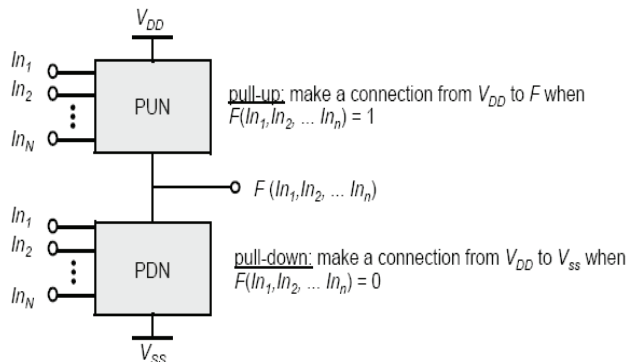 V_DD
In_1
In_2
In_N
PUN
pull-up: make a connection from V_DD to F when
F(In_1,In_2, ... In_n) = 1
F (In_1,In_2, ... In_n)
In_1
In_2
In_N
PDN
pull-down: make a connection from V_DD to V_ss when
F(In_1,In_2, ... In_n) = 0
V_SS